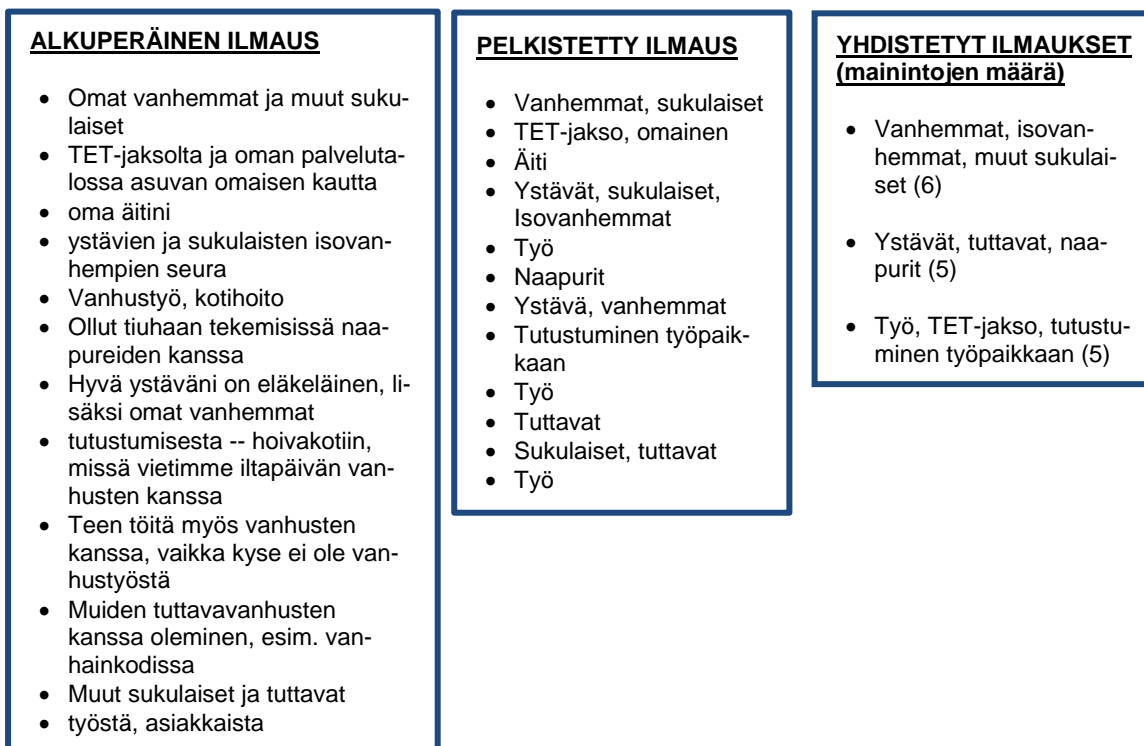 ALKUPERÄINEN ILMAUS
• Omat vanhemmat ja muut suku-
laiset
• TET-jaksolta ja oman palveluta-
lossa asuvan omaisen kautta
• oma äitini
• ystävien ja sukulaisten isovan-
hempien seura
• Vanhustyö, kotihoito
• Ollut tiuhaan tekemisissä naa-
pureiden kanssa
• Hyvä ystäväni on eläkeläinen, li-
säksi omat vanhemmat
• tutustumisesta -- hoivakotiin,
missä vietimme iltapäivän van-
husten kanssa
• Teen töitä myös vanhusten
kanssa, vaikka kyse ei ole van-
hustyöstä
• Muiden tuttavavanhusten
kanssa oleminen, esim. van-
hainkodissa
• Muut sukulaiset ja tuttavat
• työstä, asiakkaista
PELKISTETTY ILMAUS
• Vanhemmat, sukulaiset
• TET-jakso, omainen
• Äiti
• Ystävät, sukulaiset,
Isovanhemmat
• Työ
• Naapurit
• Ystävä, vanhemmat
• Tutustuminen työpaik-
kaan
• Työ
• Tuttavat
• Sukulaiset, tuttavat
• Työ
YHDISTETYT ILMAUKSET
(mainintojen määrä)
• Vanhemmat, isovan-
hemmat, muut sukulai-
set (6)
• Ystävät, tuttavat, naa-
purit (5)
• Työ, TET-jakso, tutustu-
minen työpaikkaan (5)